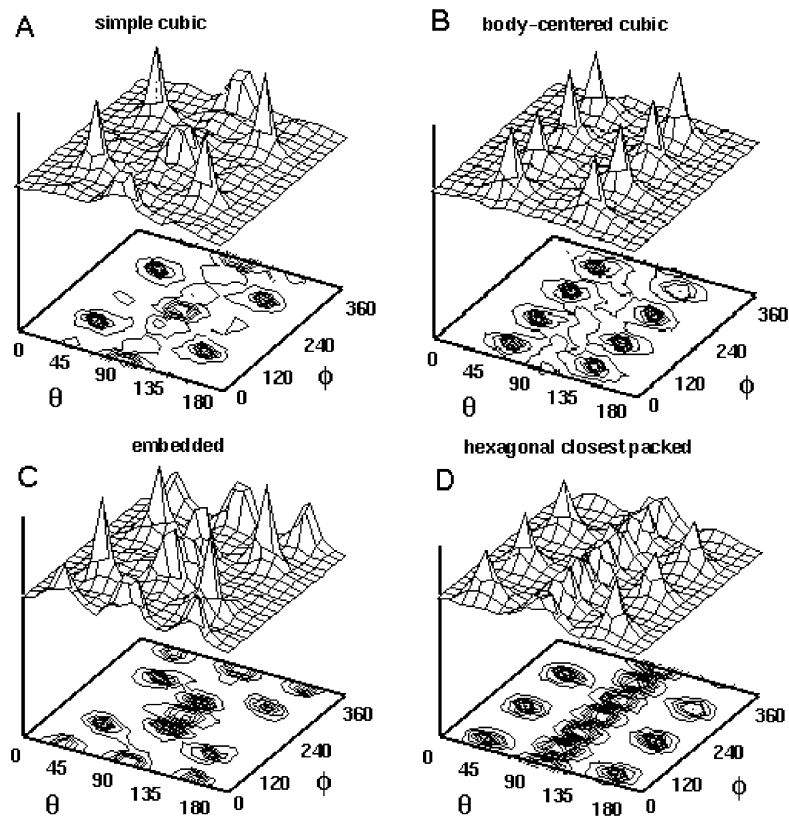 A simple cubic
B body-centered cubic
0 45 90 135 180
θ
0 120 240 360
ϕ
0 45 90 135 180
θ
0 120 240 360
ϕ
C embedded
D hexagonal closest packed
0 45 90 135 180
θ
0 120 240 360
ϕ
0 45 90 135 180
θ
0 120 240 360
ϕ